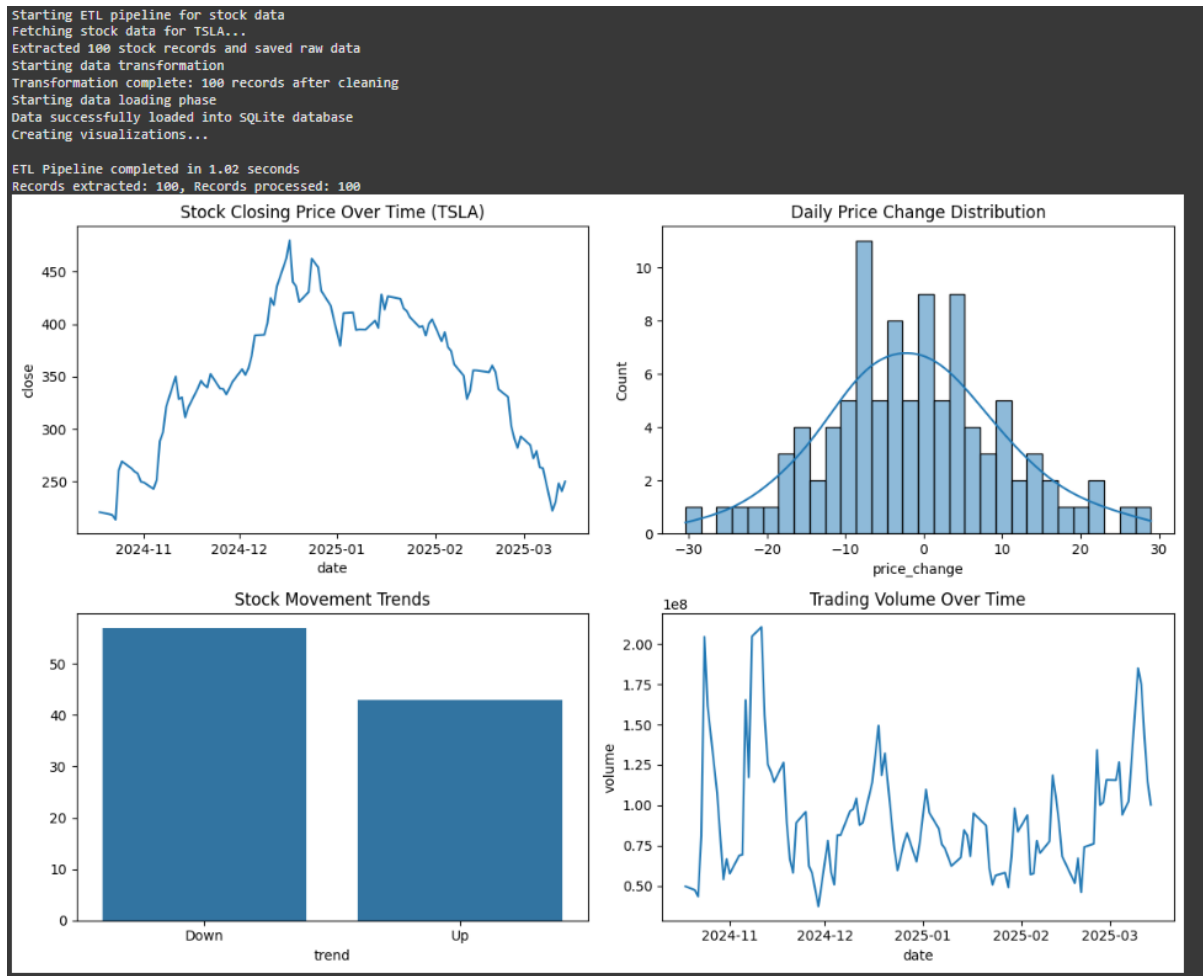 Starting ETL pipeline for stock data
Fetching stock data for TSLA...
Extracted 100 stock records and saved raw data
Starting data transformation
Transformation complete: 100 records after cleaning
Starting data loading phase
Data successfully loaded into SQLite database
Creating visualizations...
ETL Pipeline completed in 1.02 seconds
Records extracted: 100, Records processed: 100
Stock Closing Price Over Time (TSLA)
450
400
350
300
250
close
2024-11 2024-12 2025-01 2025-02 2025-03
date
Daily Price Change Distribution
10
8
6
4
2
0
Count
−30 −20 −10 0 10 20 30
price_change
Stock Movement Trends
50
40
30
20
10
0
Down Up
trend
Trading Volume Over Time
1e8
2.00
1.75
1.50
1.25
1.00
0.75
0.50
volume
2024-11 2024-12 2025-01 2025-02 2025-03
date